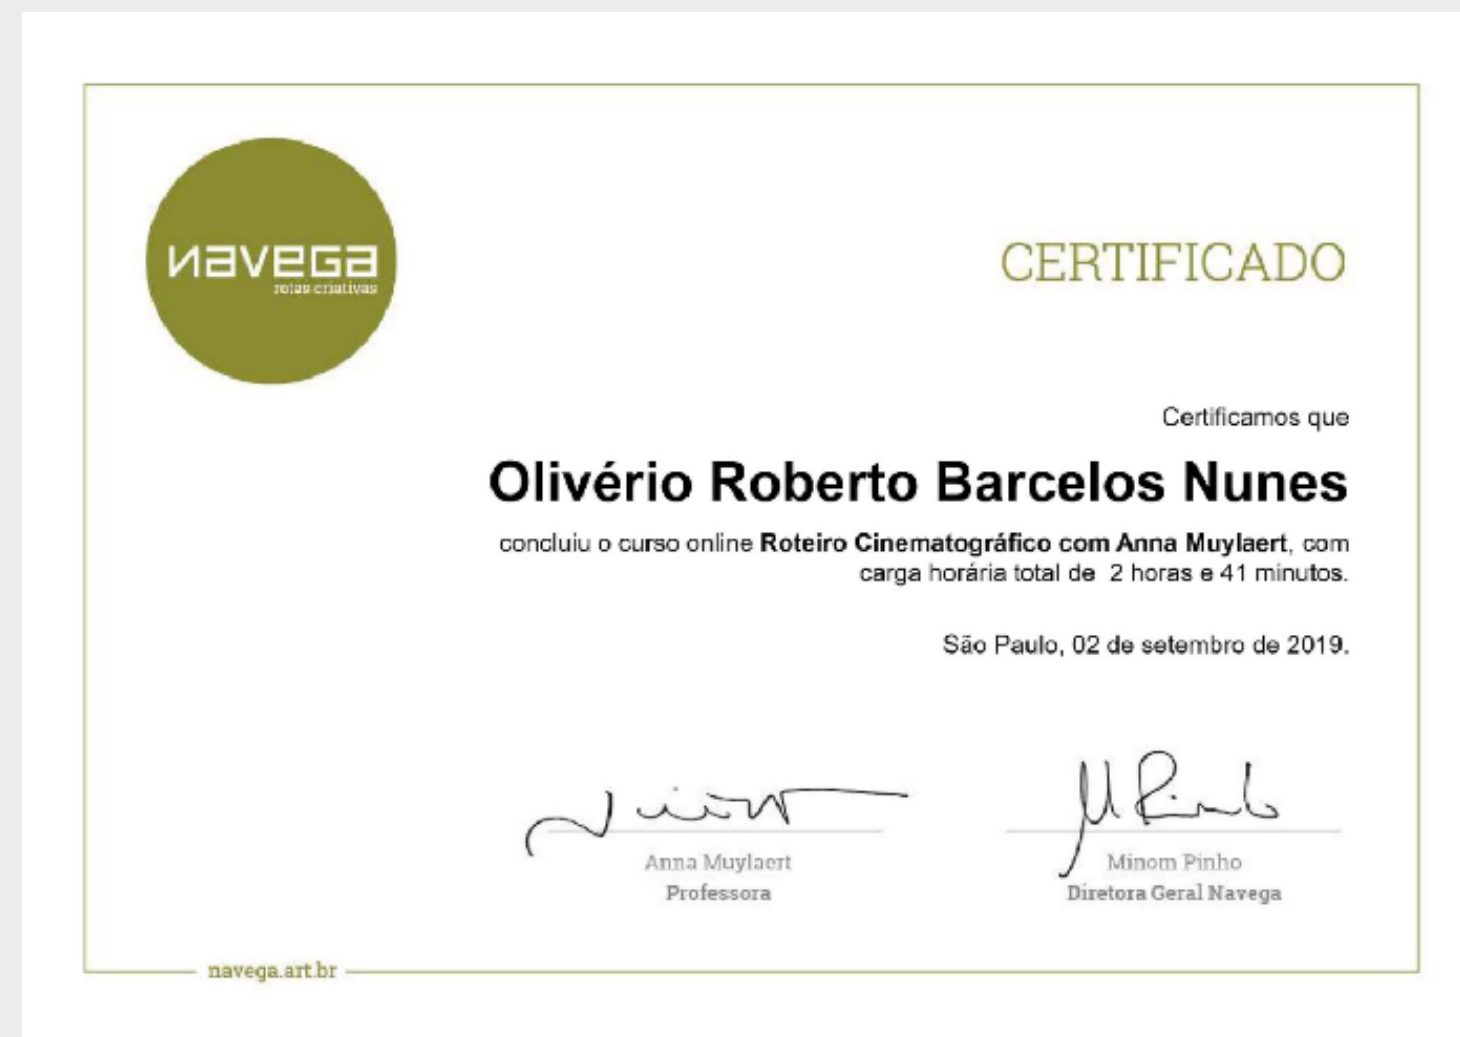 navega
rotas criativas
CERTIFICADO
Certificamos que
Olivério Roberto Barcelos Nunes
concluiu o curso online Roteiro Cinematográfico com Anna Muylaert, com
carga horária total de 2 horas e 41 minutos.
São Paulo, 02 de setembro de 2019.
Anna Muylaert
Professora
Minom Pinho
Diretora Geral Navega
navega.art.br